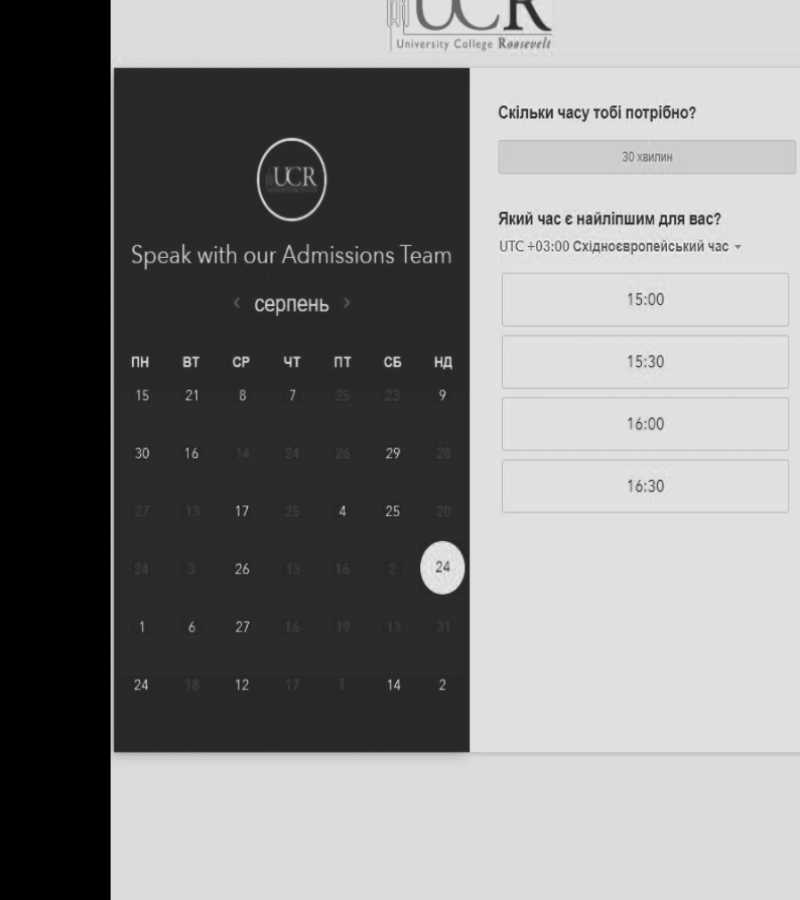 UCR
University College Roosevelt
Скільки часу тобі потрібно?
30 хвилин
UCR
Speak with our Admissions Team
‹ серпень ›
ПН ВТ СР ЧТ ПТ СБ НД
15 21 8 7 25 23 9
30 16 14 24 26 29 28
27 13 17 25 4 25 20
24 3 26 13 16 2 24
1 6 27 16 19 13 31
24 18 12 17 1 14 2
Який час є найліпшим для вас?
UTC +03:00 Східноєвропейський час
15:00
15:30
16:00
16:30